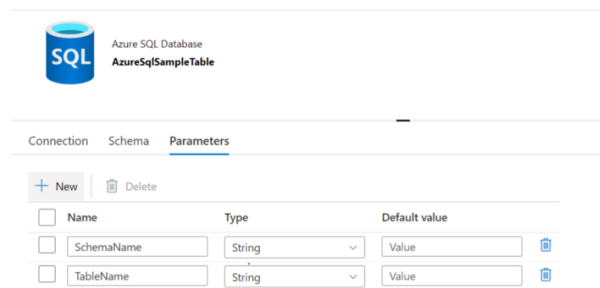 SQL
Azure SQL Database
AzureSqlSampleTable
Connection Schema Parameters
New Delete
Name Type Default value
SchemaName String Value
TableName String Value